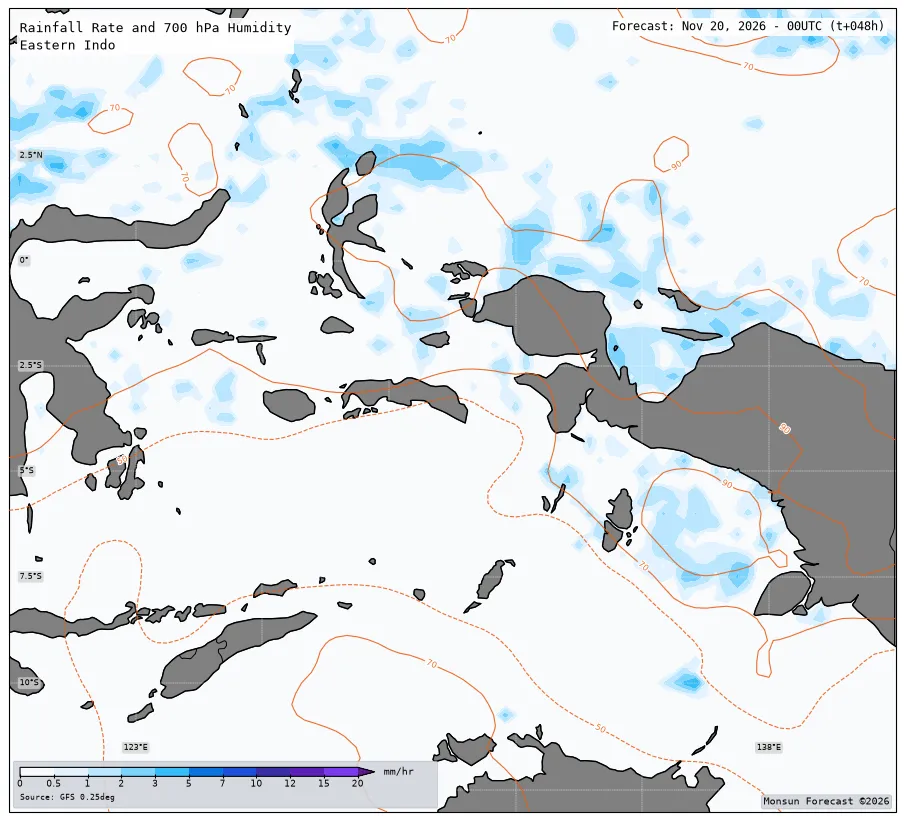 Rainfall Rate and 700 hPa Humidity
Eastern Indo
Forecast: Nov 20, 2026 - 00UTC (t+048h)
70
70
70
70
2.5°N
90
70
0°
70
2.5°S
90
50
5°S
90
70
7.5°S
70
10°S
50
123°E
138°E
0 0.5 1 2 3 5 7 10 12 15 20 mm/hr
Source: GFS 0.25deg
Monsun Forecast ©2026